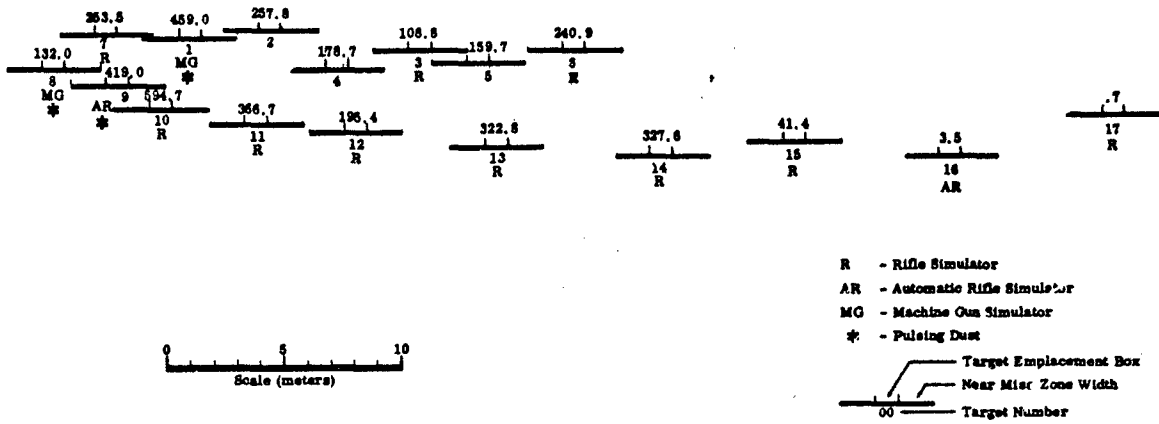 253.5
7
R
459.0
1
MG
*
257.8
2
132.0
8
MG
*
419.0
9
AR
*
594.7
10
R
178.7
4
108.8
3
R
159.7
5
240.9
R
366.7
11
R
195.4
12
R
322.8
13
R
327.6
14
R
41.4
15
R
3.5
16
AR
.7
17
R
R - Rifle Simulator
AR - Automatic Rifle Simulator
MG - Machine Gun Simulator
* - Pulsing Dust
0 5 10
Scale (meters)
Target Emplacement Box
Near Miss Zone Width
00 Target Number